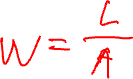 W = L/A